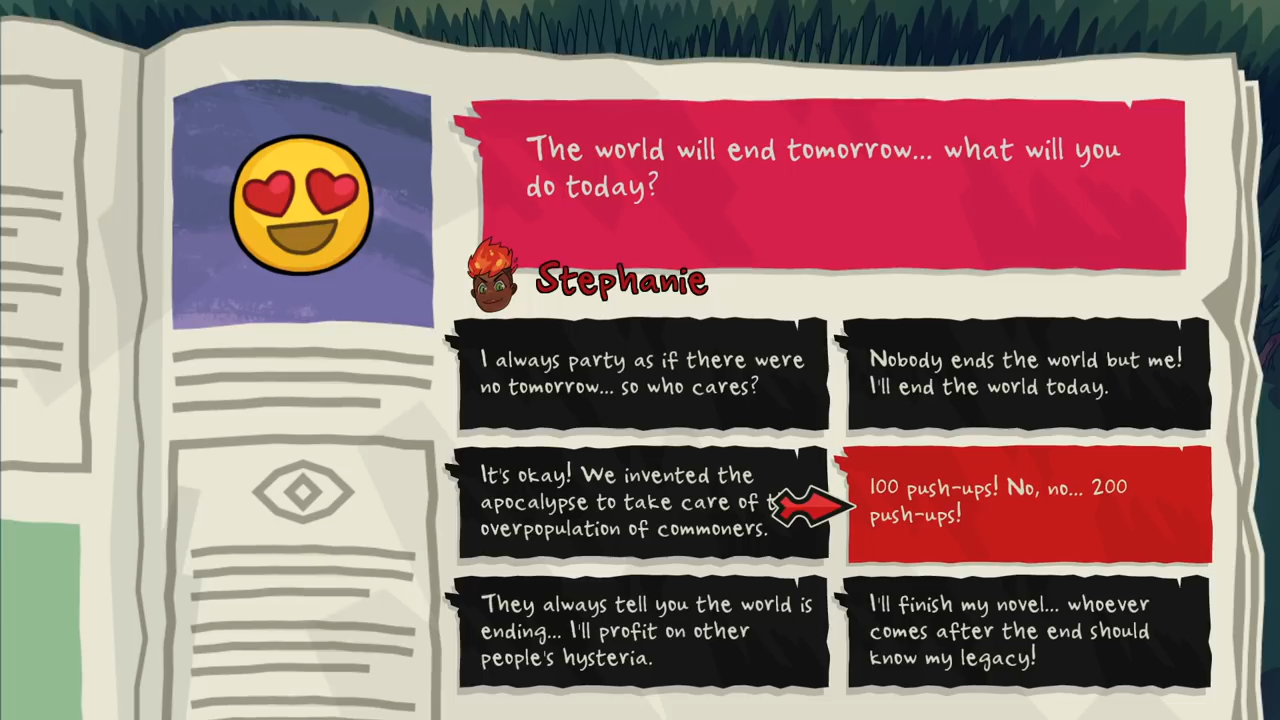 The world will end tomorrow... what will you
do today?
Stephanie
I always party as if there were
no tomorrow... so who cares?
Nobody ends the world but me!
I'll end the world today.
It's okay! We invented the
apocalypse to take care of
overpopulation of commoners.
100 push-ups! No, no... 200
push-ups!
They always tell you the world is
ending... I'll profit on other
people's hysteria.
I'll finish my novel... whoever
comes after the end should
know my legacy!